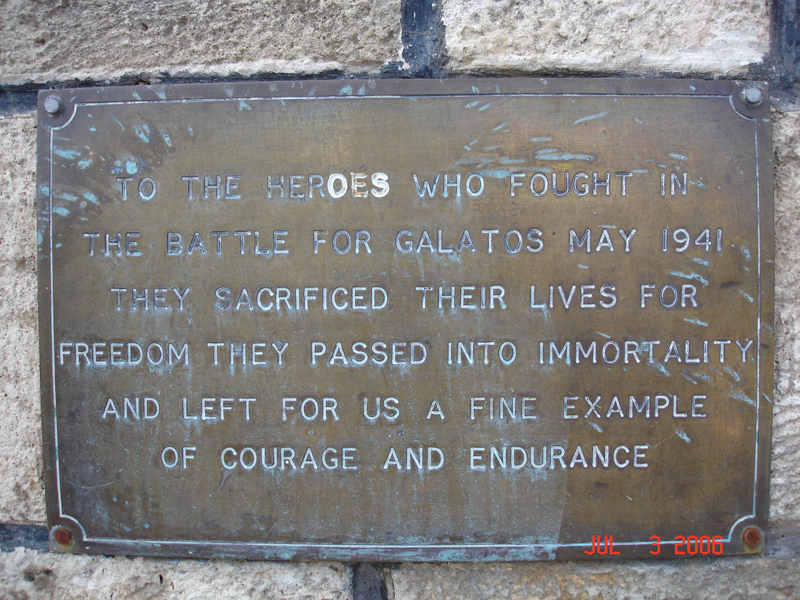 TO THE HEROES WHO FOUGHT IN
THE BATTLE FOR GALATOS MAY 1941
THEY SACRIFICED THEIR LIVES FOR
FREEDOM THEY PASSED INTO IMMORTALITY
AND LEFT FOR US A FINE EXAMPLE
OF COURAGE AND ENDURANCE
JUL 3 2006